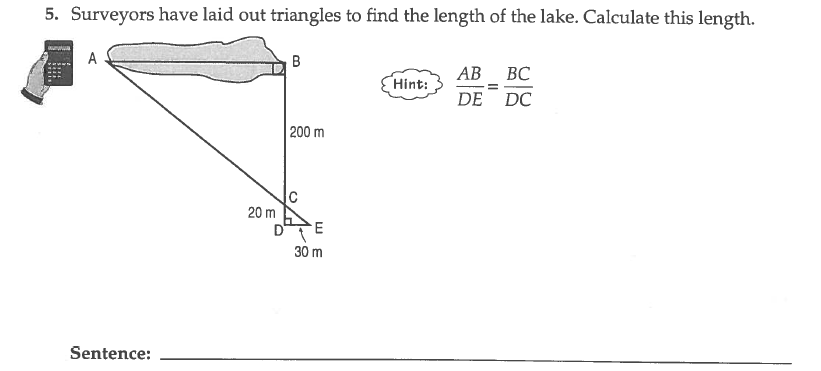 5. Surveyors have laid out triangles to find the length of the lake. Calculate this length.
A
B
Hint:
AB BC
= 
DE DC
200 m
C
20 m
D
E
30 m
Sentence: